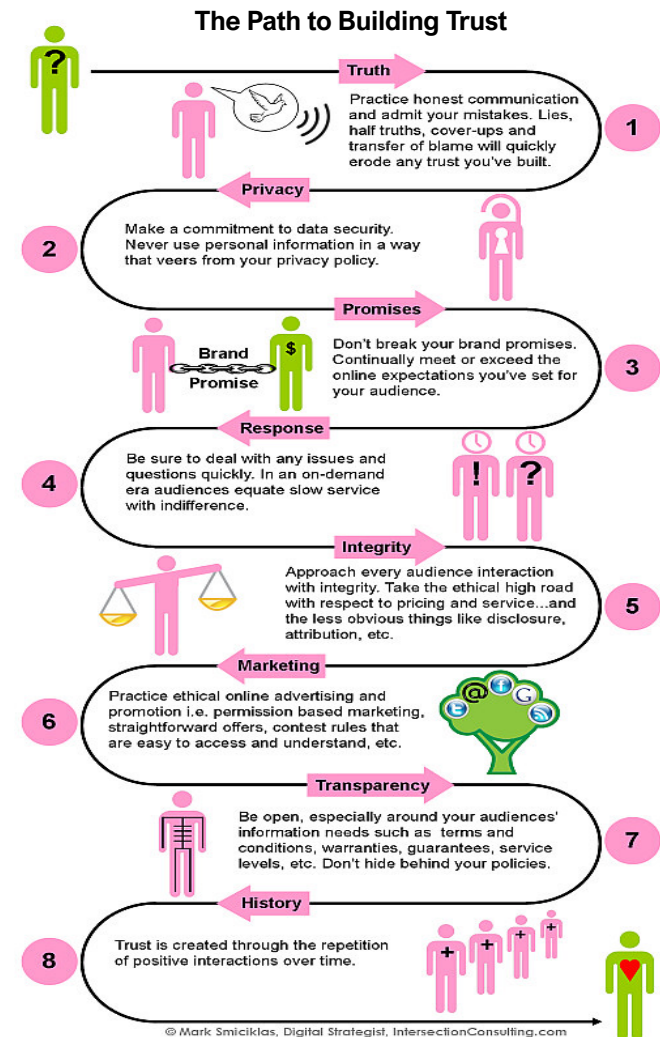 The Path to Building Trust
?
Truth
Practice honest communication
and admit your mistakes. Lies,
half truths, cover-ups and
transfer of blame will quickly
erode any trust you've built.
1
Privacy
Make a commitment to data security.
Never use personal information in a way
that veers from your privacy policy.
2
Promises
Brand
Promise
$
Don't break your brand promises.
Continually meet or exceed the
online expectations you've set for
your audience.
3
Response
Be sure to deal with any issues and
questions quickly. In an on-demand
era audiences equate slow service
with indifference.
4
! ?
Integrity
Approach every audience interaction
with integrity. Take the ethical high road
with respect to pricing and service...and
the less obvious things like disclosure,
attribution, etc.
5
Marketing
Practice ethical online advertising and
promotion i.e. permission based marketing,
straightforward offers, contest rules that
are easy to access and understand, etc.
6
@ f G
t
Transparency
Be open, especially around your audiences'
information needs such as terms and
conditions, warranties, guarantees, service
levels, etc. Don't hide behind your policies.
7
History
Trust is created through the repetition
of positive interactions over time.
8
+ + + +
© Mark Smiciklas, Digital Strategist, IntersectionConsulting.com